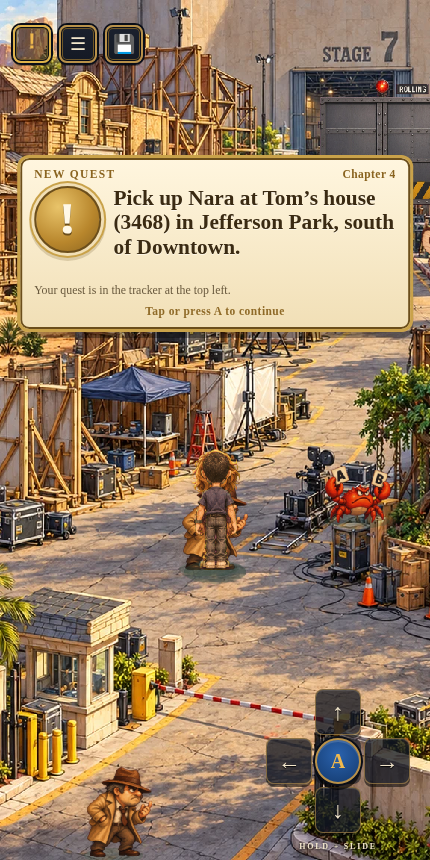 STAGE 7
ROLLING
NEW QUEST
Chapter 4
!
Pick up Nara at Tom’s house
(3468) in Jefferson Park, south
of Downtown.
Your quest is in the tracker at the top left.
Tap or press A to continue
A B
↑
← A →
↓
HOLD · SLIDE